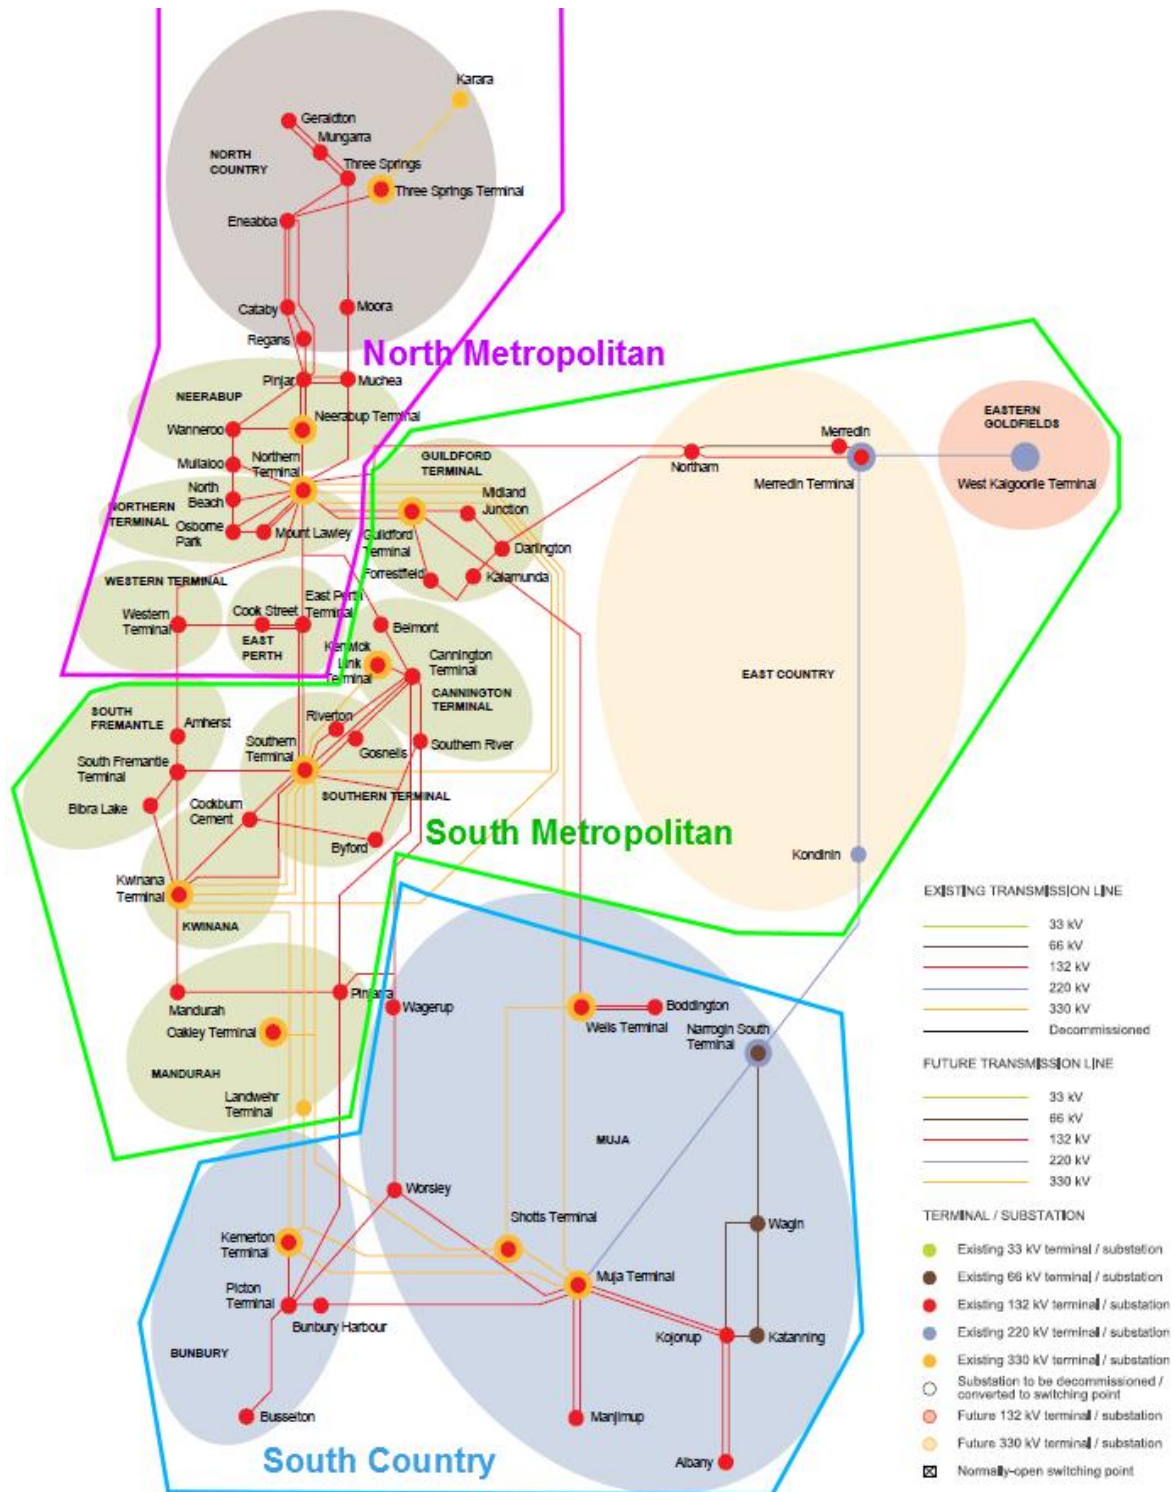 Karara
Geraldton
Mungarra
NORTH
COUNTRY
Three Springs
Three Springs Terminal
Eneabba
Cataby
Moora
Regans
North Metropolitan
Pinjar
Muchea
NEERABUP
Neerabup Terminal
Wanneroo
Mullaloo
Northern
Terminal
North
Beach
NORTHERN
TERMINAL
Osborne
Park
Mount Lawley
GUILDFORD
TERMINAL
Midland
Junction
Guildford
Terminal
Darlington
Forrestfield
Kalamunda
Northam
Merredin
Merredin Terminal
EASTERN
GOLDFIELDS
West Kalgoorlie Terminal
WESTERN TERMINAL
Western
Terminal
Cook Street
East Perth
Terminal
EAST
PERTH
Belmont
Kenwick
Link
Terminal
Cannington
Terminal
CANNINGTON
TERMINAL
EAST COUNTRY
SOUTH
FREMANTLE
Amherst
Riverton
Southern
Terminal
Gosnells
Southern River
South Fremantle
Terminal
Bibra Lake
Cockburn
Cement
SOUTHERN TERMINAL
South Metropolitan
Byford
Kondinin
Kwinana
Terminal
KWINANA
Mandurah
Pinjarra
Wagerup
Oakley Terminal
MANDURAH
Landwehr
Terminal
Wells Terminal
Boddington
Narrogin South
Terminal
MUJA
Worsley
Shotts Terminal
Wagin
Kemerton
Terminal
Muja Terminal
Picton
Terminal
Bunbury Harbour
Kojonup
Katanning
BUNBURY
Busselton
Manjimup
Albany
South Country
EXISTING TRANSMISSION LINE
33 kV
66 kV
132 kV
220 kV
330 kV
Decommissioned
FUTURE TRANSMISSION LINE
33 kV
66 kV
132 kV
220 kV
330 kV
TERMINAL / SUBSTATION
Existing 33 kV terminal / substation
Existing 66 kV terminal / substation
Existing 132 kV terminal / substation
Existing 220 kV terminal / substation
Existing 330 kV terminal / substation
Substation to be decommissioned /
converted to switching point
Future 132 kV terminal / substation
Future 330 kV terminal / substation
Normally-open switching point